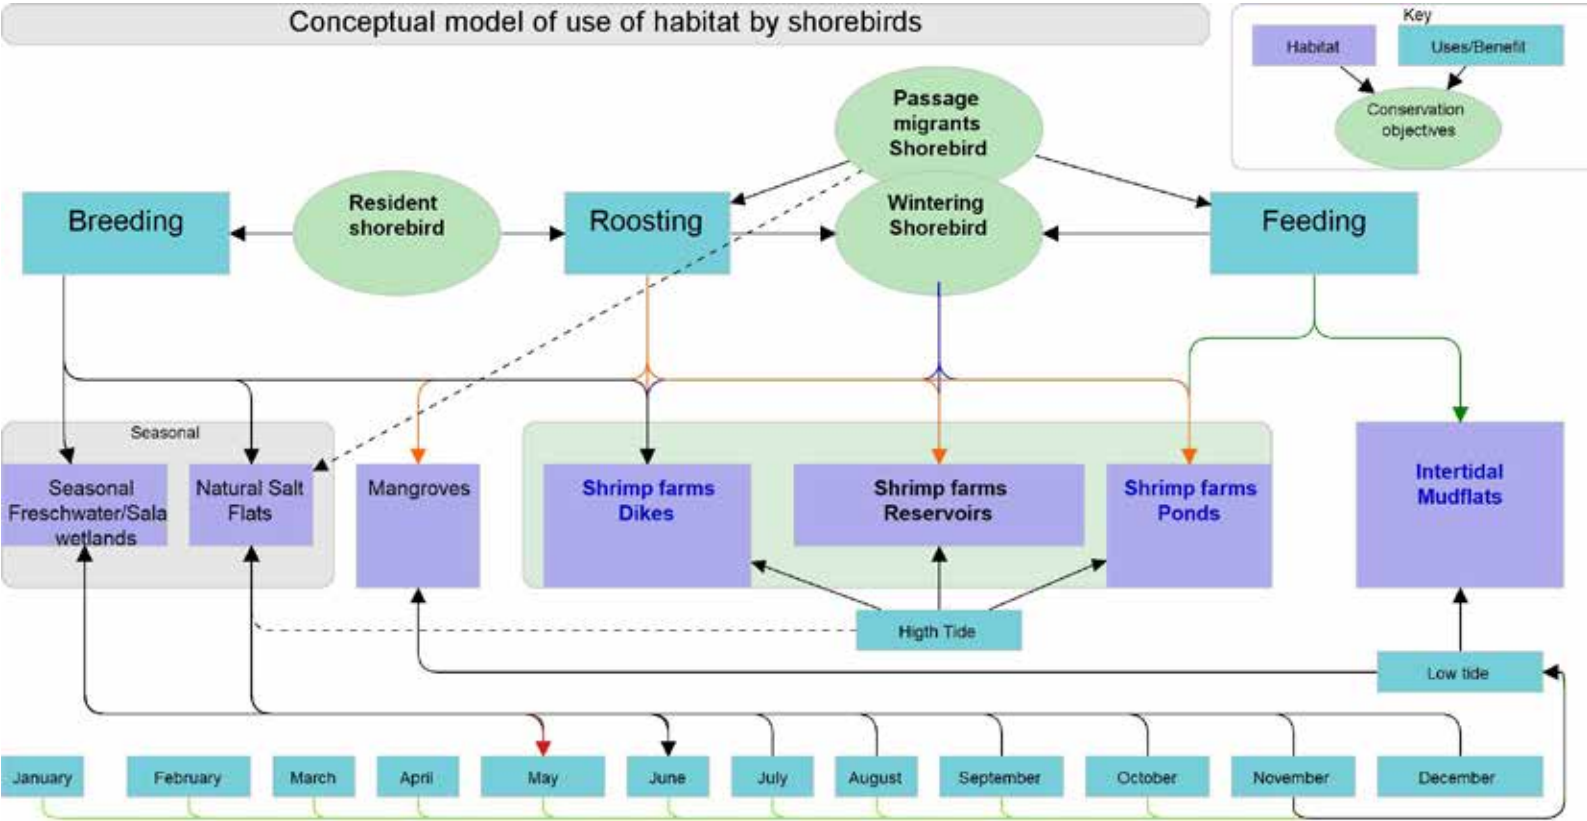 Conceptual model of use of habitat by shorebirds
Key
Habitat
Uses/Benefit
Conservation
objectives
Passage
migrants
Shorebird
Breeding
Resident
shorebird
Roosting
Wintering
Shorebird
Feeding
Seasonal
Seasonal
Freschwater/Sala
wetlands
Natural Salt
Flats
Mangroves
Shrimp farms
Dikes
Shrimp farms
Reservoirs
Shrimp farms
Ponds
Intertidal
Mudflats
Higth Tide
Low tide
January
February
March
April
May
June
July
August
September
October
November
December